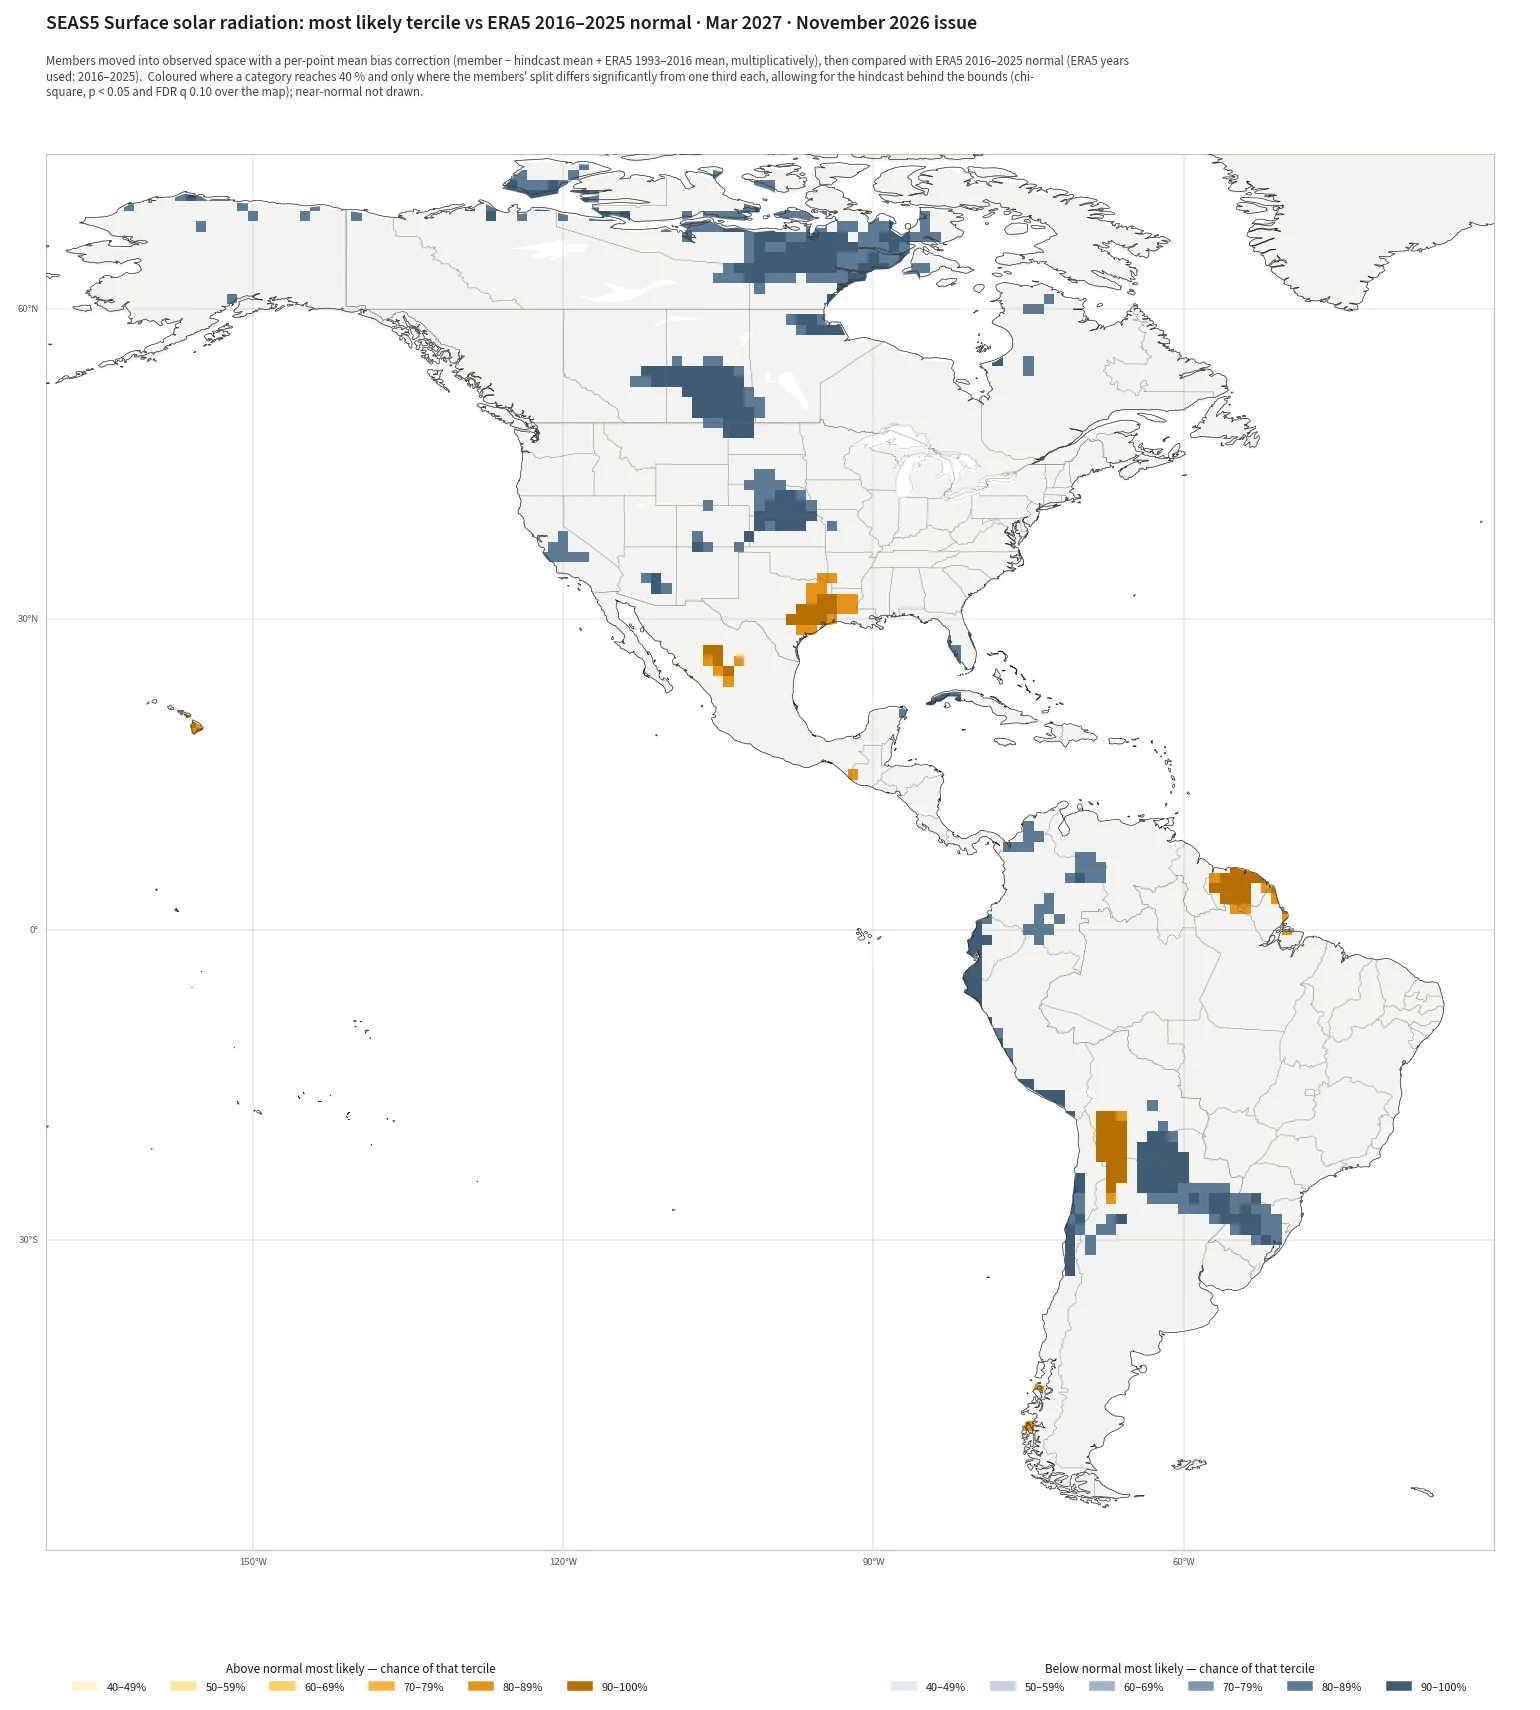 SEAS5 Surface solar radiation: most likely tercile vs ERA5 2016–2025 normal · Mar 2027 · November 2026 issue
Members moved into observed space with a per-point mean bias correction (member − hindcast mean + ERA5 1993–2016 mean, multiplicatively), then compared with ERA5 2016–2025 normal (ERA5 years
used: 2016–2025).  Coloured where a category reaches 40 % and only where the members' split differs significantly from one third each, allowing for the hindcast behind the bounds (chi-
square, p < 0.05 and FDR q 0.10 over the map); near-normal not drawn.
60°N
30°N
0°
30°S
150°W
120°W
90°W
60°W
Above normal most likely — chance of that tercile
40–49%
50–59%
60–69%
70–79%
80–89%
90–100%
Below normal most likely — chance of that tercile
40–49%
50–59%
60–69%
70–79%
80–89%
90–100%